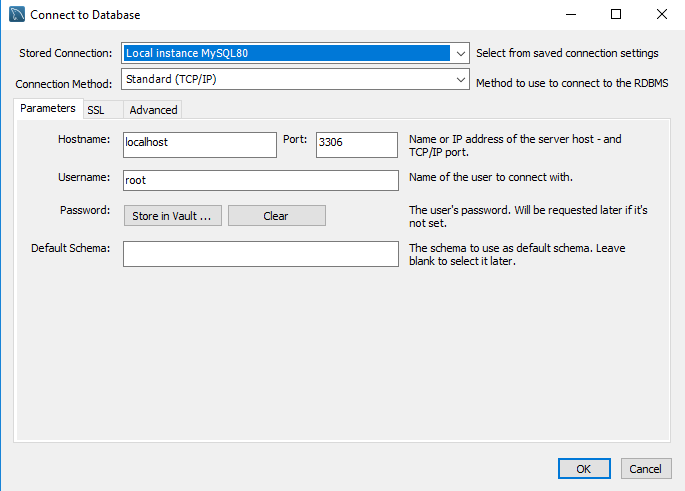 Connect to Database
Stored Connection: Local instance MySQL80 Select from saved connection settings
Connection Method: Standard (TCP/IP) Method to use to connect to the RDBMS
Parameters SSL Advanced
Hostname: localhost Port: 3306 Name or IP address of the server host - and
TCP/IP port.
Username: root Name of the user to connect with.
Password: Store in Vault ... Clear The user's password. Will be requested later if it's
not set.
Default Schema: The schema to use as default schema. Leave
blank to select it later.
OK Cancel